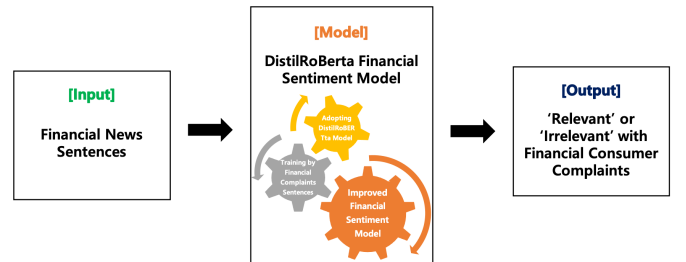 [Input]
Financial News
Sentences
[Model]
DistilRoBerta Financial
Sentiment Model
Adopting
DistilRoBER
Tta Model
Training by
Financial
Complaints
Sentences
Improved
Financial
Sentiment
Model
[Output]
‘Relevant’ or
‘Irrelevant’ with
Financial Consumer
Complaints